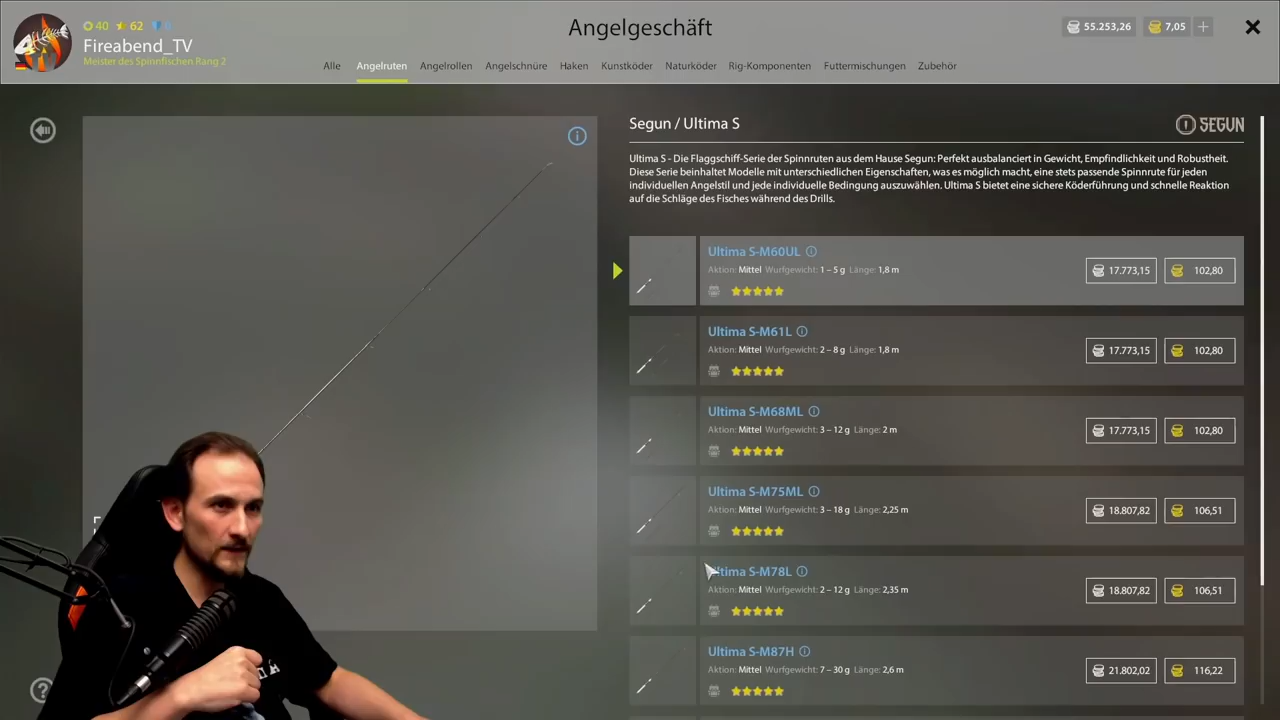 40 62
Fireabend_TV
Meister des Spinnfischen Rang 2
Angelgeschäft
55.253,26 7,05 +
Alle Angelruten Angelrollen Angelschnüre Haken Kunstköder Naturköder Rig-Komponenten Futtermischungen Zubehör
Segun / Ultima S
SEGUN
Ultima S - Die Flaggschiff-Serie der Spinnruten aus dem Hause Segun: Perfekt ausbalanciert in Gewicht, Empfindlichkeit und Robustheit.
Diese Serie beinhaltet Modelle mit unterschiedlichen Eigenschaften, was es möglich macht, eine stets passende Spinnrute für jeden
individuellen Angelstil und jede individuelle Bedingung auszuwählen. Ultima S bietet eine sichere Köderführung und schnelle Reaktion
auf die Schläge des Fisches während des Drills.
Ultima S-M60UL
Aktion: Mittel Wurfgewicht: 1 – 5 g Länge: 1,8 m
17.773,15 102,80
Ultima S-M61L
Aktion: Mittel Wurfgewicht: 2 – 8 g Länge: 1,8 m
17.773,15 102,80
Ultima S-M68ML
Aktion: Mittel Wurfgewicht: 3 – 12 g Länge: 2 m
17.773,15 102,80
Ultima S-M75ML
Aktion: Mittel Wurfgewicht: 3 – 18 g Länge: 2,25 m
18.807,82 106,51
Ultima S-M78L
Aktion: Mittel Wurfgewicht: 2 – 12 g Länge: 2,35 m
18.807,82 106,51
Ultima S-M87H
Aktion: Mittel Wurfgewicht: 7 – 30 g Länge: 2,6 m
21.802,02 116,22